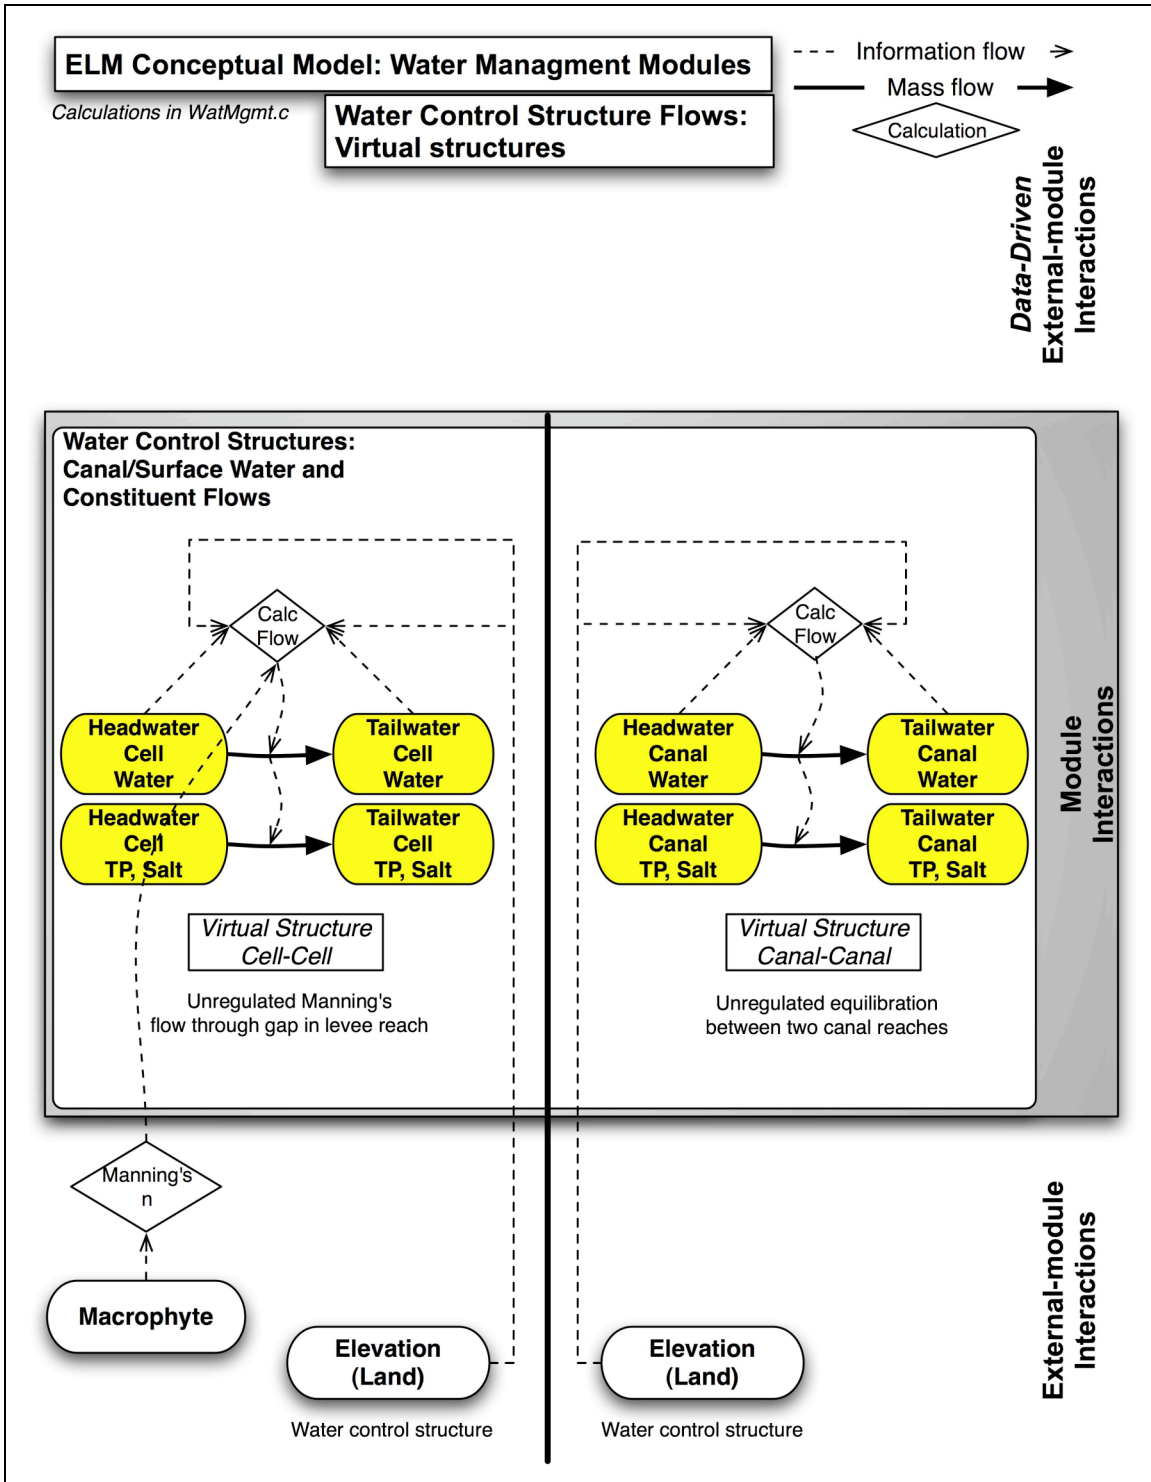 ELM Conceptual Model: Water Managment Modules
Calculations in WatMgmt.c
Water Control Structure Flows:
Virtual structures
Information flow
Mass flow
Calculation
Data-Driven
External-module
Interactions
Water Control Structures:
Canal/Surface Water and
Constituent Flows
Calc
Flow
Headwater
Cell
Water
Tailwater
Cell
Water
Headwater
Cell
TP, Salt
Tailwater
Cell
TP, Salt
Virtual Structure
Cell-Cell
Unregulated Manning's
flow through gap in levee reach
Calc
Flow
Headwater
Canal
Water
Tailwater
Canal
Water
Headwater
Canal
TP, Salt
Tailwater
Canal
TP, Salt
Virtual Structure
Canal-Canal
Unregulated equilibration
between two canal reaches
Module
Interactions
Manning's
n
Macrophyte
Elevation
(Land)
Water control structure
Elevation
(Land)
Water control structure
External-module
Interactions